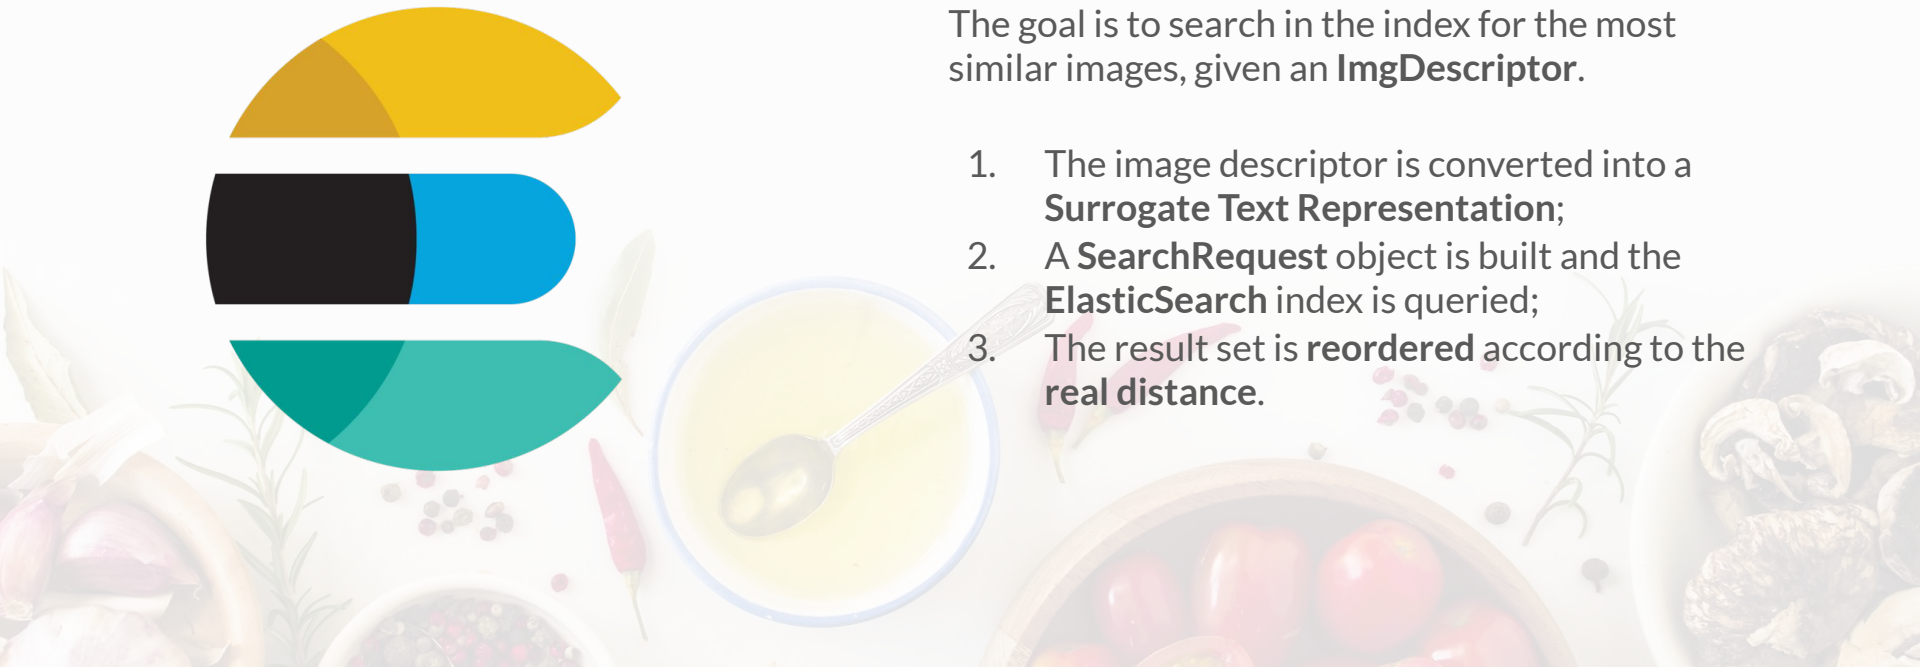 The goal is to search in the index for the most
similar images, given an ImgDescriptor.
1. The image descriptor is converted into a
Surrogate Text Representation;
2. A SearchRequest object is built and the
ElasticSearch index is queried;
3. The result set is reordered according to the
real distance.